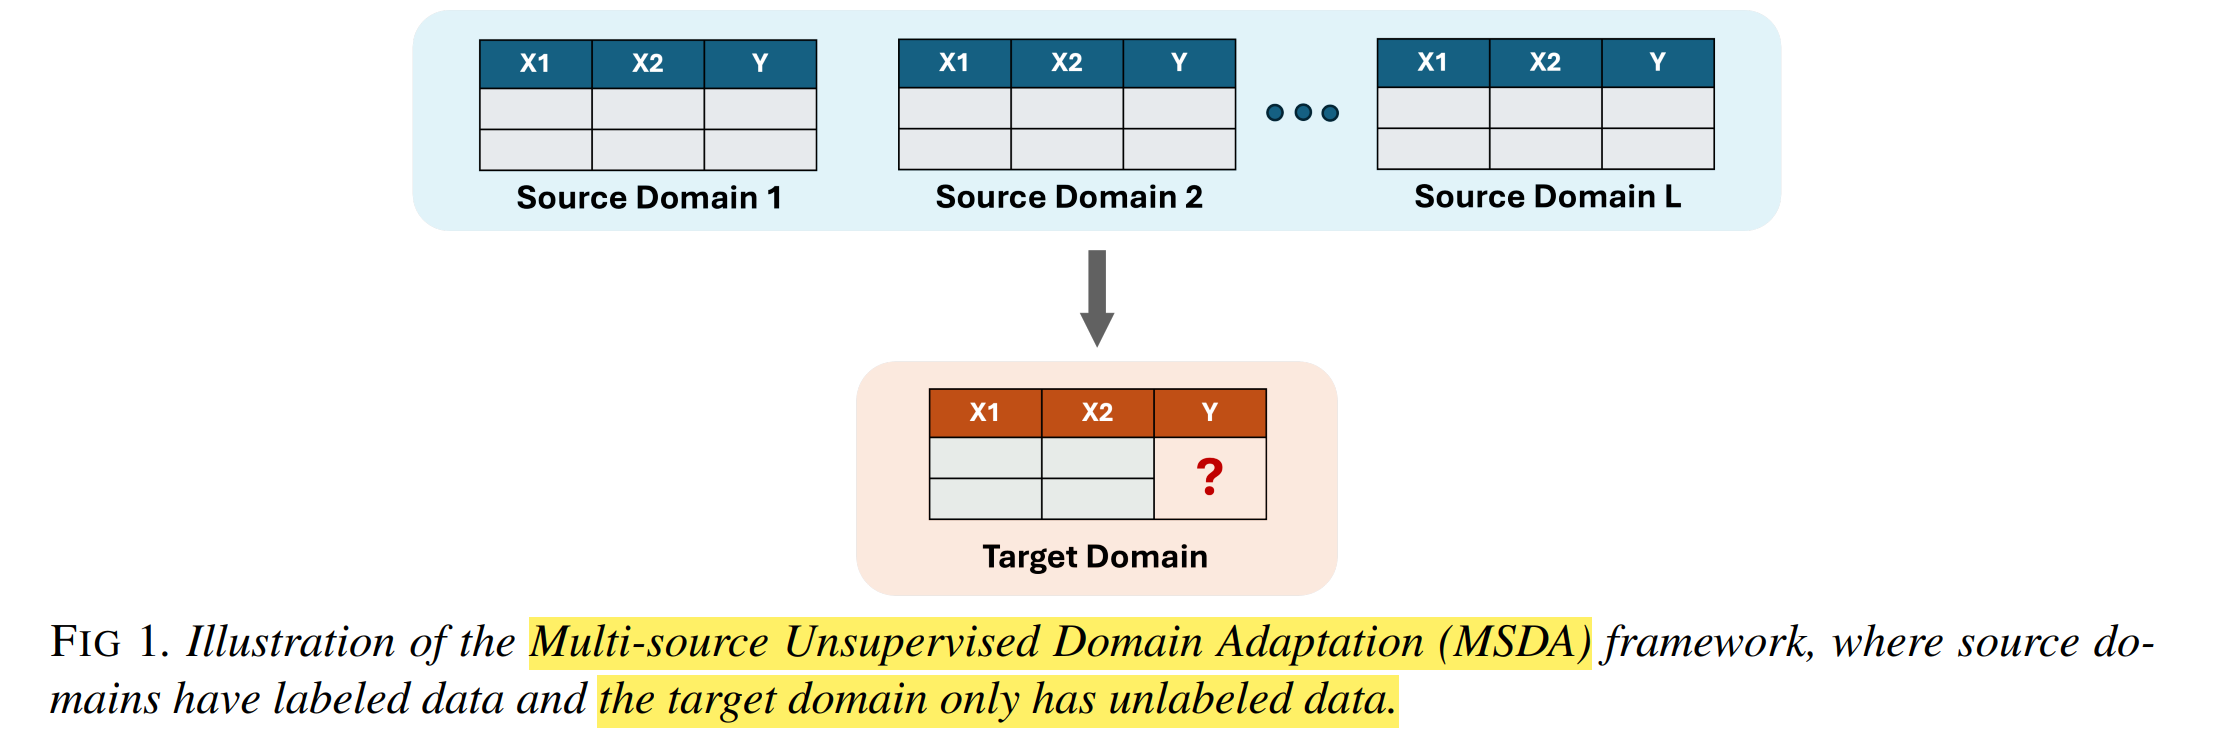 X1 X2 Y X1 X2 Y X1 X2 Y
Source Domain 1 Source Domain 2 Source Domain L
X1 X2 Y
?
Target Domain
FIG 1. Illustration of the Multi-source Unsupervised Domain Adaptation (MSDA) framework, where source do-
mains have labeled data and the target domain only has unlabeled data.